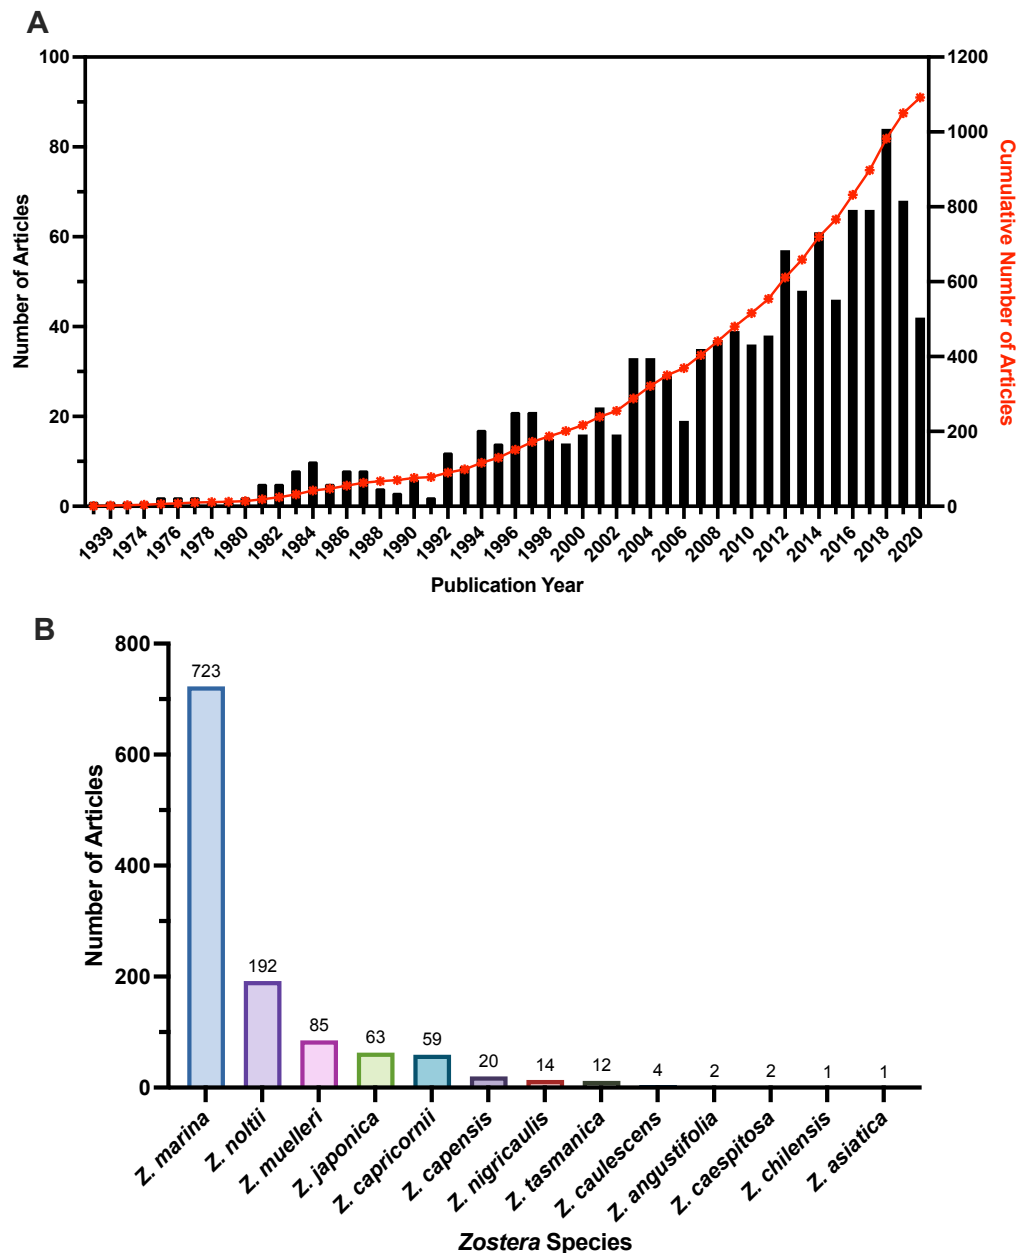 A
100
80
60
40
20
0
Number of Articles
1200
1000
800
600
400
200
0
Cumulative Number of Articles
1939 1974 1976 1978 1980 1982 1984 1986 1988 1990 1992 1994 1996 1998 2000 2002 2004 2006 2008 2010 2012 2014 2016 2018 2020
Publication Year
B
800
600
400
200
0
Number of Articles
723 192 85 63 59 20 14 12 4 2 2 1 1
Z. marina
Z. noltii
Z. muelleri
Z. japonica
Z. capricornii
Z. capensis
Z. nigricaulis
Z. tasmanica
Z. caulescens
Z. angustifolia
Z. caespitosa
Z. chilensis
Z. asiatica
Zostera Species